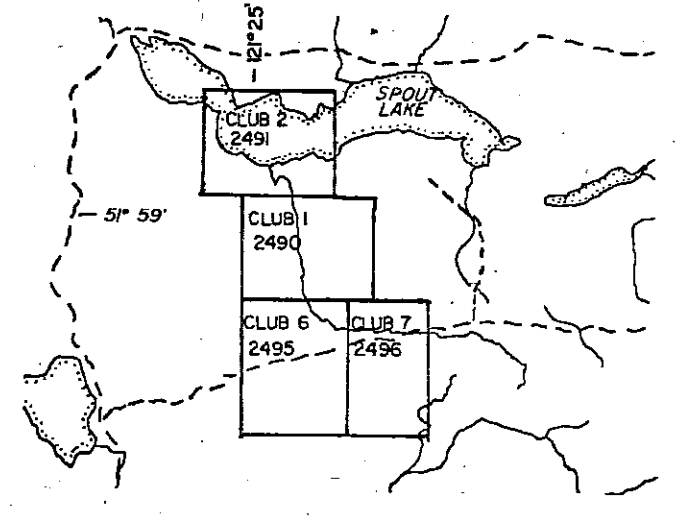 121° 25'
SPOUT
LAKE
CLUB 2
2491
51° 59'
CLUB 1
2490
CLUB 6
2495
CLUB 7
2496